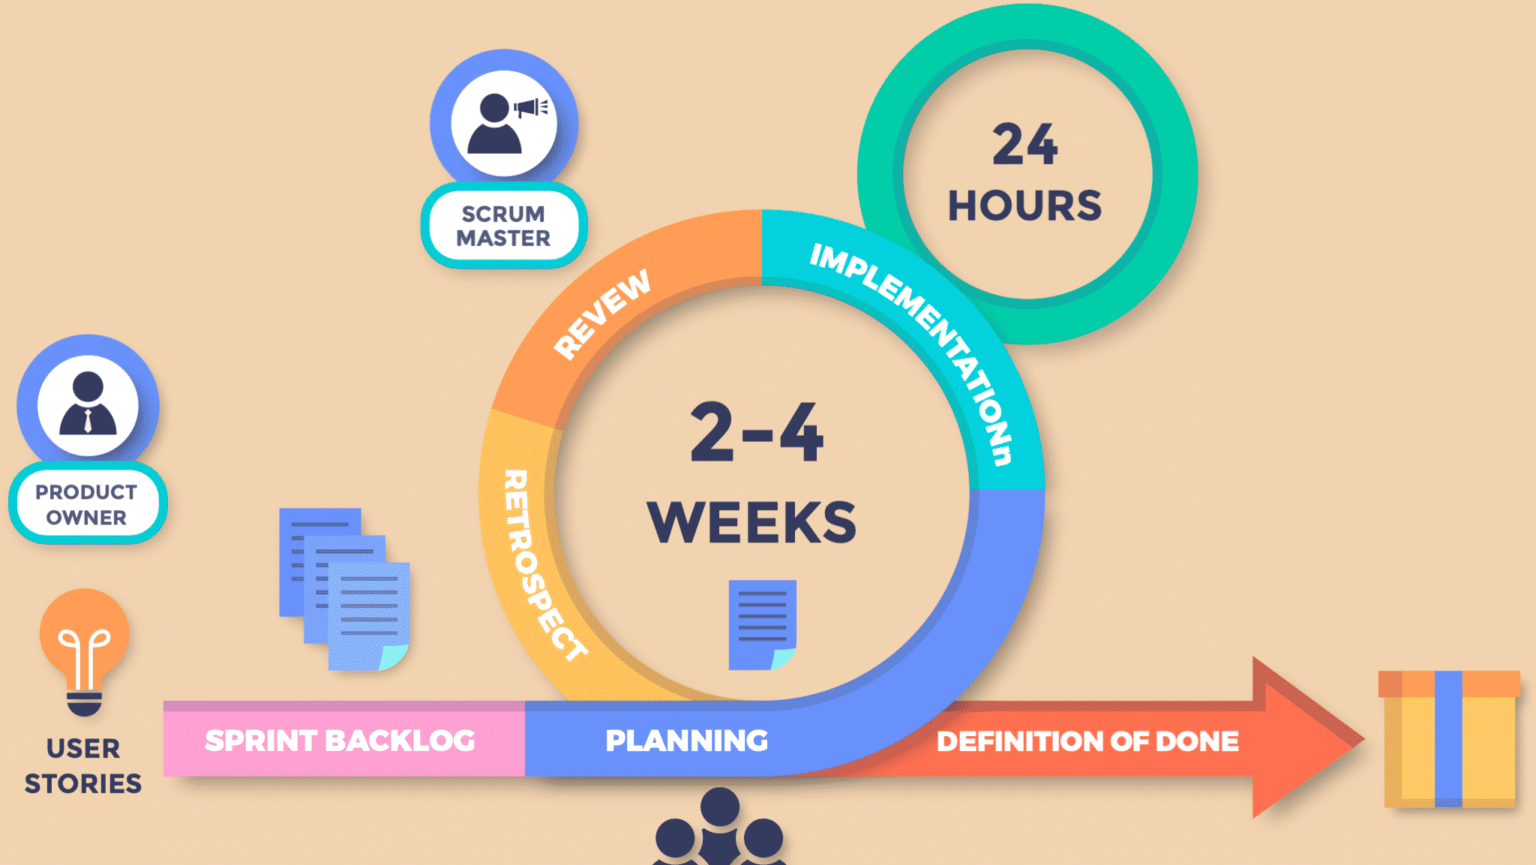 SCRUM
MASTER
24
HOURS
REVEW
IMPLEMENTATIONn
2-4
WEEKS
RETROSPECT
PRODUCT
OWNER
USER
STORIES
SPRINT BACKLOG
PLANNING
DEFINITION OF DONE